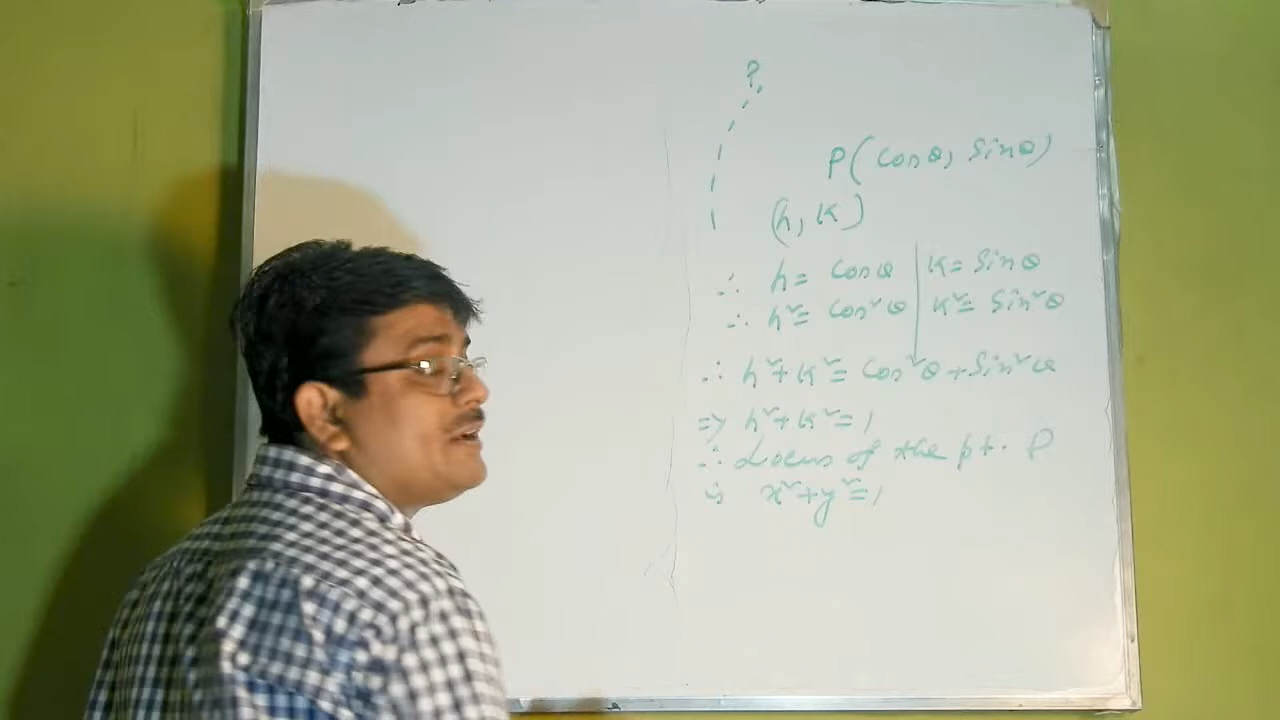 P
P(cosθ, sinθ)
(h, k)
∴ h = cosθ | k = sinθ
∴ h² = cos²θ | k² = sin²θ
∴ h²+k² = cos²θ + sin²θ
=> h²+k² = 1
∴ Locus of the pt. P
is x²+y² = 1